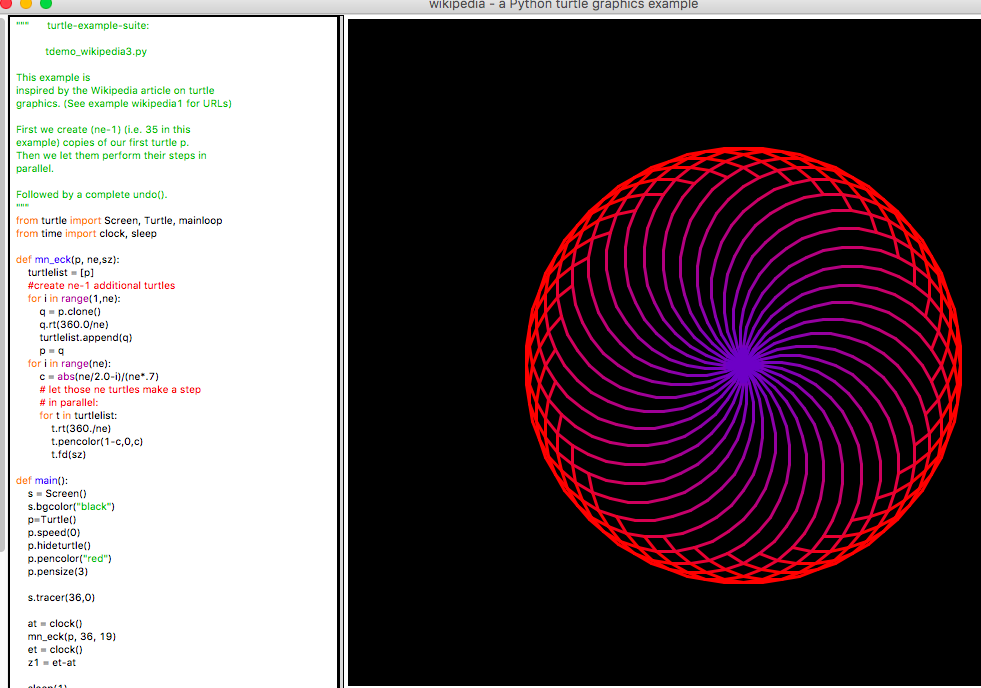 wikipedia - a Python turtle graphics example
""" turtle-example-suite:
tdemo_wikipedia3.py
This example is
inspired by the Wikipedia article on turtle
graphics. (See example wikipedia1 for URLs)
First we create (ne-1) (i.e. 35 in this
example) copies of our first turtle p.
Then we let them perform their steps in
parallel.
Followed by a complete undo().
"""
from turtle import Screen, Turtle, mainloop
from time import clock, sleep
def mn_eck(p, ne,sz):
turtlelist = [p]
#create ne-1 additional turtles
for i in range(1,ne):
q = p.clone()
q.rt(360.0/ne)
turtlelist.append(q)
p = q
for i in range(ne):
c = abs(ne/2.0-i)/(ne*.7)
# let those ne turtles make a step
# in parallel:
for t in turtlelist:
t.rt(360./ne)
t.pencolor(1-c,0,c)
t.fd(sz)
def main():
s = Screen()
s.bgcolor("black")
p=Turtle()
p.speed(0)
p.hideturtle()
p.pencolor("red")
p.pensize(3)
s.tracer(36,0)
at = clock()
mn_eck(p, 36, 19)
et = clock()
z1 = et-at
sleep(1)